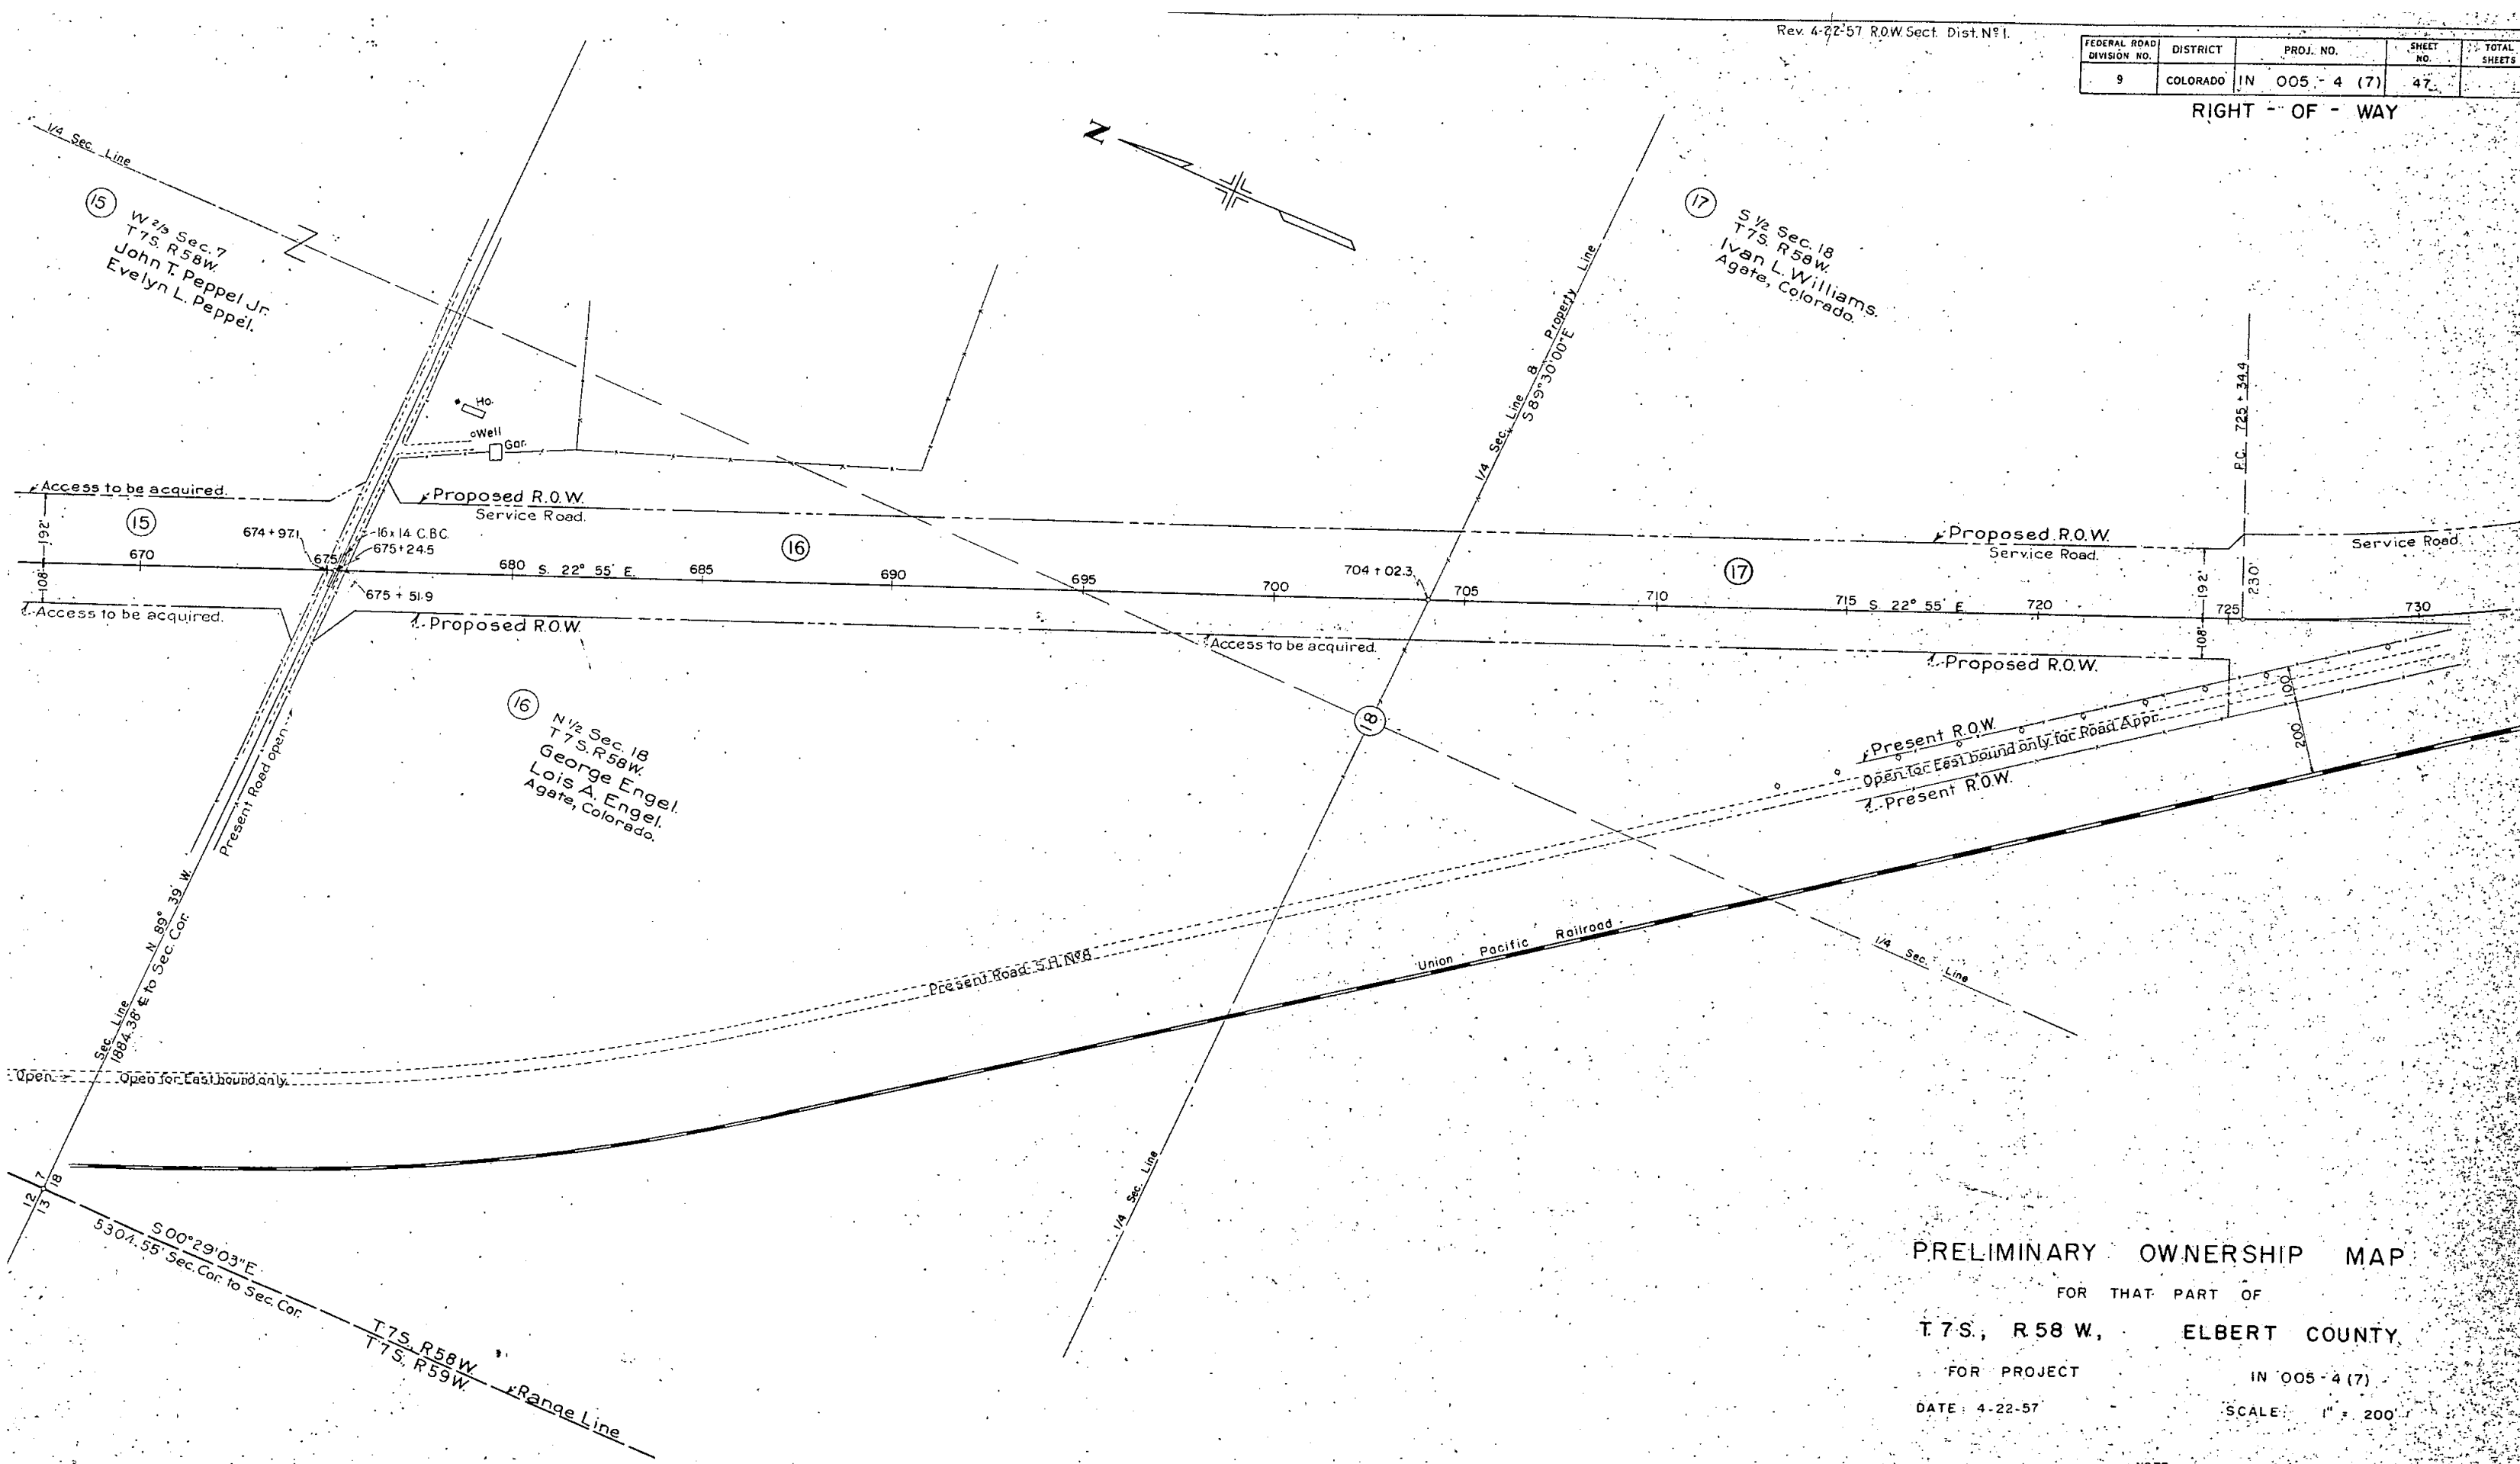 Rev. 4-22-57 R.O.W. Sect. Dist. Nº 1.
FEDERAL ROAD DIVISION NO.
DISTRICT
PROJ. NO.
SHEET NO.
TOTAL SHEETS
9
COLORADO
IN 005-4 (7)
47
RIGHT - OF - WAY
1/4 Sec. Line
N
15
W 2/3 Sec. 7
T 7 S. R 58 W.
John T. Peppel Jr.
Evelyn L. Peppel.
17
S 1/2 Sec. 18
T 7 S. R 58 W.
Ivan L. Williams.
Agate, Colorado.
1/4 Sec. Line & Property Line
S 89° 30' 00" E
P.C. 725 + 34.4
Ho.
Well
Gar.
Access to be acquired.
Proposed R.O.W.
Service Road.
192'
15
674 + 97.1
16 x 14 C.B.C.
675 + 24.5
16
Proposed R.O.W.
Service Road.
Service Road.
670
675
680
S. 22° 55' E.
685
690
695
700
704 + 02.3
705
17
710
715
S. 22° 55' E.
720
725
730
192'
230'
108'
675 + 51.9
108'
Access to be acquired.
Proposed R.O.W.
Access to be acquired.
Proposed R.O.W.
16
N 1/2 Sec. 18
T 7 S. R 58 W.
George Engel.
Lois A. Engel.
Agate, Colorado.
18
Present R.O.W.
Open for East bound only for Road Appr.
Present R.O.W.
100
200
Present Road open
N 89° 39' W.
Sec. Line
1884.38' ℄ to Sec. Cor.
Present Road S.H. Nº 8
Union Pacific Railroad
1/4 Sec. Line
Open
Open for East bound only
7
18
12
13
1/4 Sec. Line
S 00° 29' 03" E
5304.55' Sec. Cor. to Sec. Cor.
T. 7 S., R 58 W.
T. 7 S., R 59 W.
Range Line
PRELIMINARY OWNERSHIP MAP
FOR THAT PART OF
T. 7 S., R 58 W., ELBERT COUNTY
FOR PROJECT IN 005-4 (7)
DATE: 4-22-57 SCALE: 1" = 200'